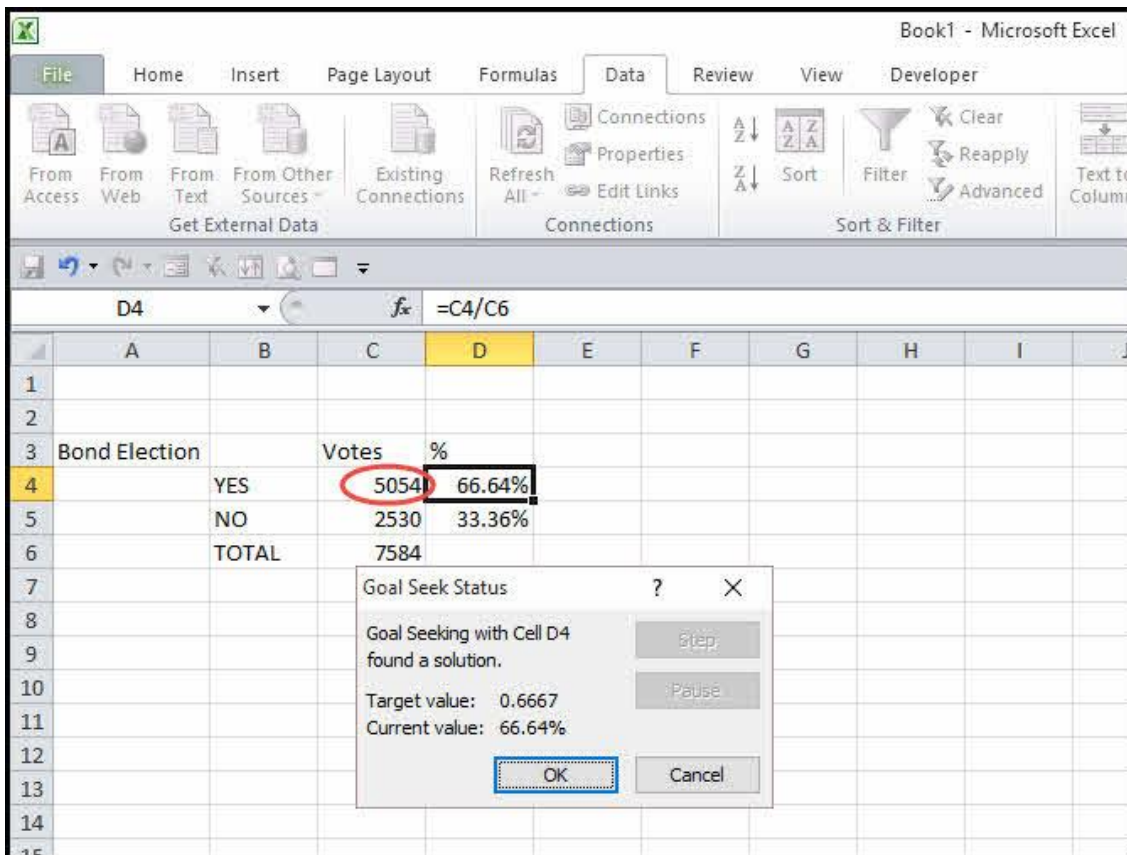 Book1 - Microsoft Excel
File Home Insert Page Layout Formulas Data Review View Developer
From Access
From Web
From Text
From Other Sources
Existing Connections
Get External Data
Refresh All
Connections
Properties
Edit Links
Connections
A Z
Z A
A Z Z A
Sort
Filter
Clear
Reapply
Advanced
Sort & Filter
Text to
D4 fx =C4/C6
A B C D E F G H I
1
2
3 Bond Election Votes %
4 YES 5054 66.64%
5 NO 2530 33.36%
6 TOTAL 7584
7
8
9
10
11
12
13
14
15
Goal Seek Status ? X
Goal Seeking with Cell D4
found a solution.
Step
Pause
Target value: 0.6667
Current value: 66.64%
OK Cancel